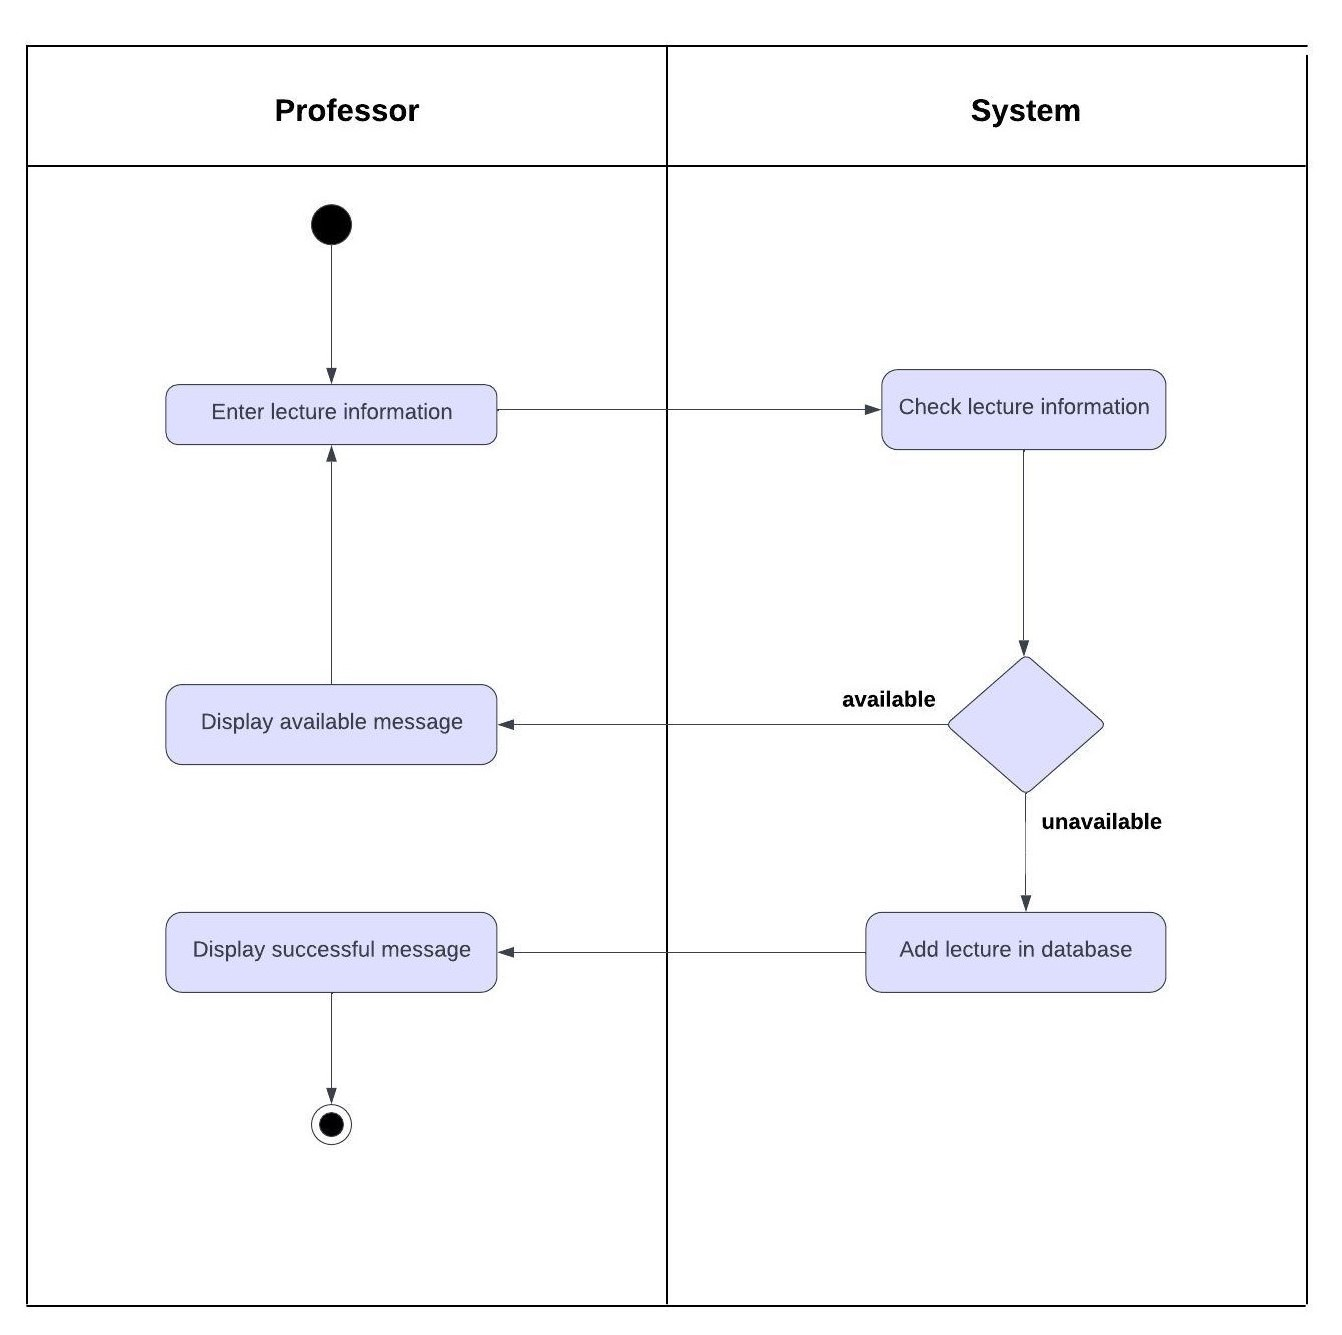 Professor
System
Enter lecture information
Check lecture information
available
Display available message
unavailable
Display successful message
Add lecture in database